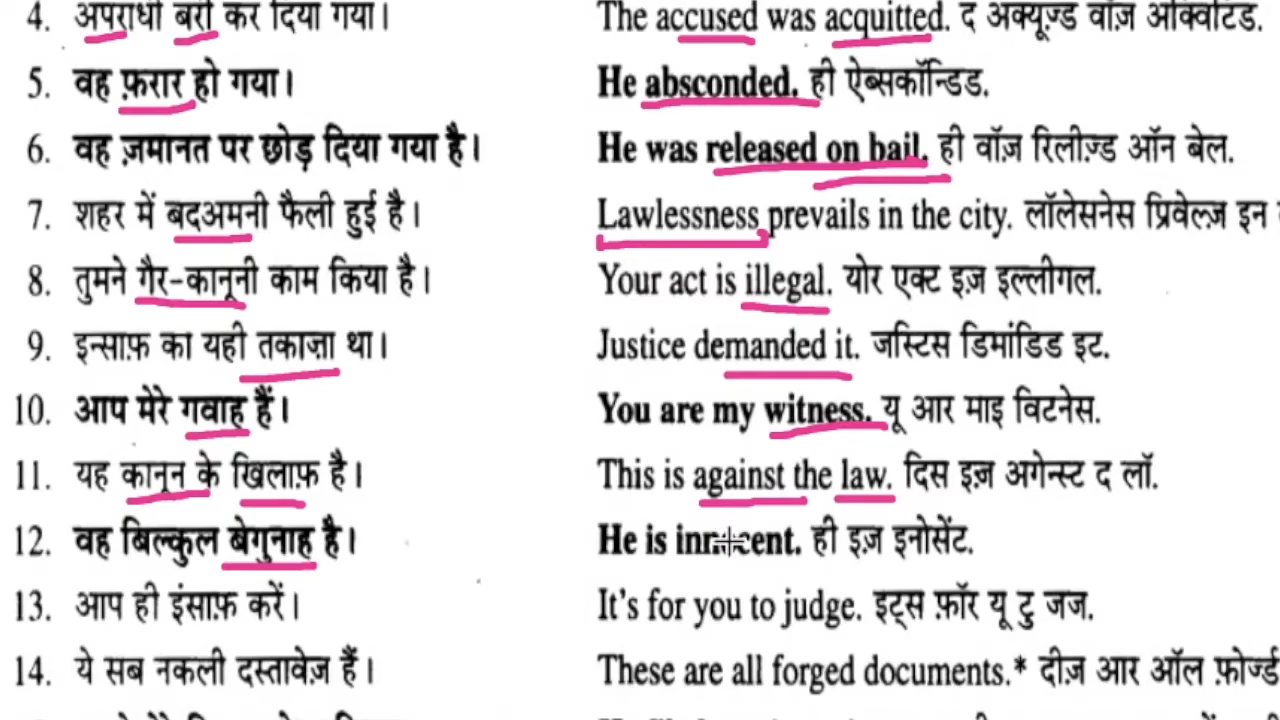 4. अपराधी बरी कर दिया गया। The accused was acquitted. द अक्यूज़्ड वॉज़ अक्विटिड.
5. वह फ़रार हो गया। He absconded. ही ऐब्सकॉन्डिड.
6. वह ज़मानत पर छोड़ दिया गया है। He was released on bail. ही वॉज़ रिलीज़्ड ऑन बेल.
7. शहर में बदअमनी फैली हुई है। Lawlessness prevails in the city. लॉलेसनेस प्रिवेल्ज़ इन
8. तुमने गैर-कानूनी काम किया है। Your act is illegal. योर एक्ट इज़ इल्लीगल.
9. इन्साफ़ का यही तकाज़ा था। Justice demanded it. जस्टिस डिमांडिड इट.
10. आप मेरे गवाह हैं। You are my witness. यू आर माइ विटनेस.
11. यह कानून के खिलाफ़ है। This is against the law. दिस इज़ अगेन्स्ट द लॉ.
12. वह बिल्कुल बेगुनाह है। He is innocent. ही इज़ इनोसेंट.
13. आप ही इंसाफ़ करें। It's for you to judge. इट्स फ़ॉर यू टु जज.
14. ये सब नकली दस्तावेज़ हैं। These are all forged documents.* दीज़ आर ऑल फ़ोर्ज्ड